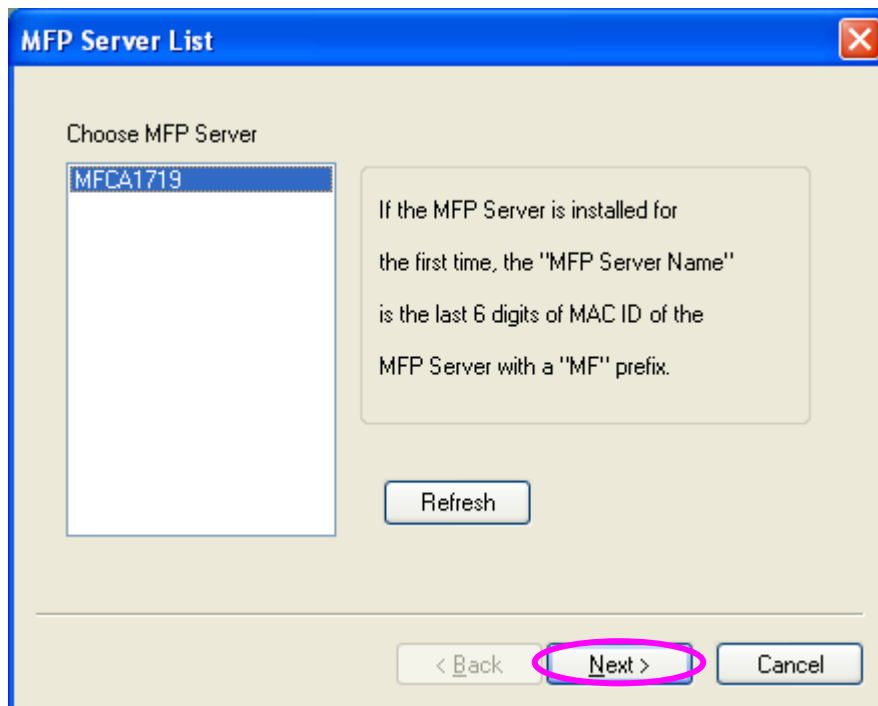 MFP Server List
Choose MFP Server
MFCA1719
If the MFP Server is installed for
the first time, the "MFP Server Name"
is the last 6 digits of MAC ID of the
MFP Server with a "MF" prefix.
Refresh
< Back
Next >
Cancel